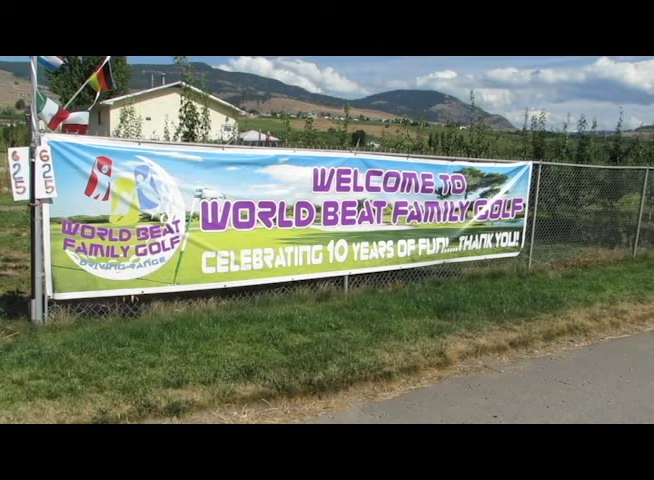 625
625
WORLD BEAT
FAMILY GOLF
DRIVING RANGE
WELCOME TO
WORLD BEAT FAMILY GOLF
CELEBRATING 10 YEARS OF FUN!....THANK YOU!